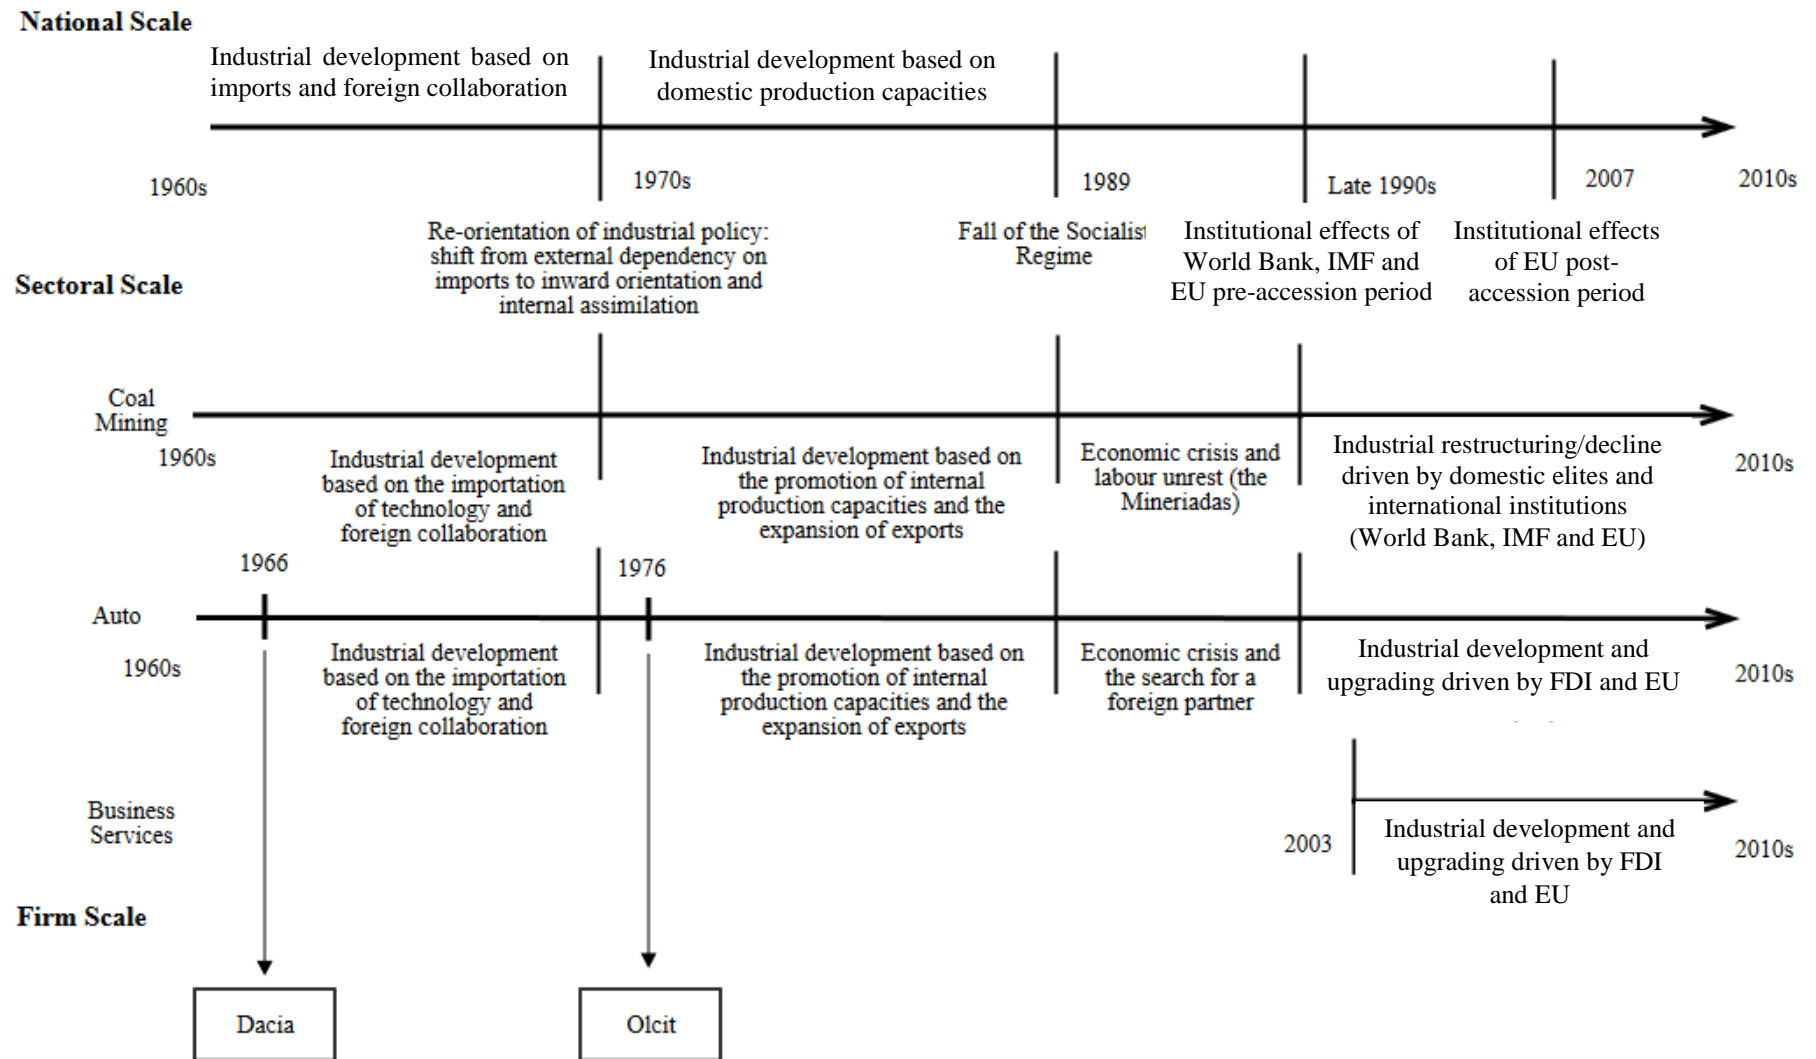 National Scale
Industrial development based on
imports and foreign collaboration
Industrial development based on
domestic production capacities
1960s
1970s
1989
Late 1990s
2007
2010s
Re-orientation of industrial policy:
shift from external dependency on
imports to inward orientation and
internal assimilation
Fall of the Socialist
Regime
Institutional effects of
World Bank, IMF and
EU pre-accession period
Institutional effects
of EU post-
accession period
Sectoral Scale
Coal
Mining
1960s
Industrial development
based on the importation
of technology and
foreign collaboration
Industrial development based on
the promotion of internal
production capacities and the
expansion of exports
Economic crisis and
labour unrest (the
Mineriadas)
Industrial restructuring/decline
driven by domestic elites and
international institutions
(World Bank, IMF and EU)
2010s
1966
1976
Auto
1960s
Industrial development
based on the importation
of technology and
foreign collaboration
Industrial development based on
the promotion of internal
production capacities and the
expansion of exports
Economic crisis and
the search for a
foreign partner
Industrial development and
upgrading driven by FDI and EU
2010s
Business
Services
2003
Industrial development and
upgrading driven by FDI
and EU
2010s
Firm Scale
Dacia
Olcit